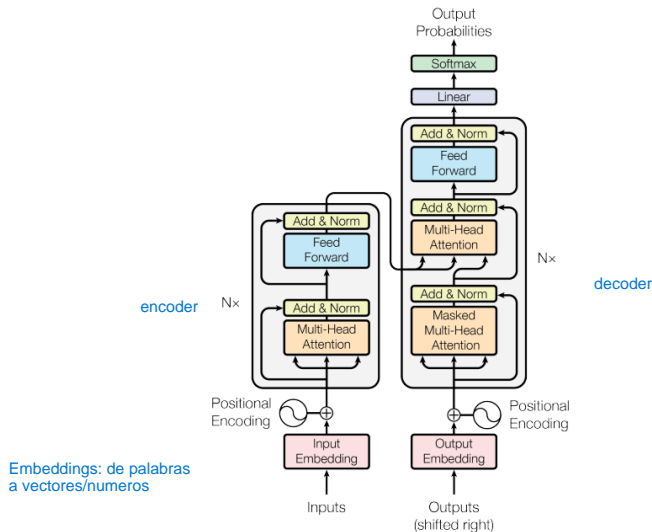 Output
Probabilities
Softmax
Linear
Add & Norm
Feed
Forward
Add & Norm
Multi-Head
Attention
Add & Norm
Masked
Multi-Head
Attention
N×
decoder
Add & Norm
Feed
Forward
Add & Norm
Multi-Head
Attention
encoder
N×
Positional
Encoding
Positional
Encoding
Input
Embedding
Output
Embedding
Embeddings: de palabras
a vectores/numeros
Inputs
Outputs
(shifted right)